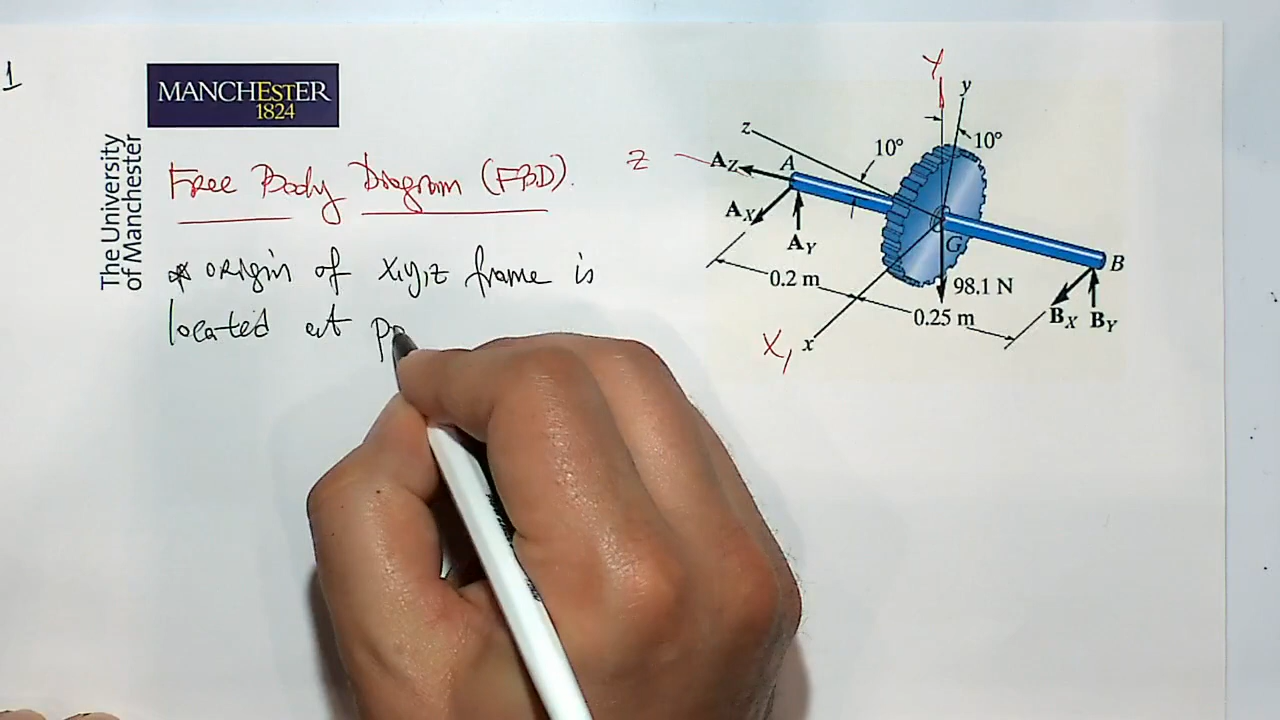 1
MANCHESTER
1824
The University
of Manchester
Free Body Diagram (FBD).
* origin of x,y,z frame is
located at po
Y
y
z
10°
10°
Z
A_Z
A
A_X
A_Y
G
B
0.2 m
98.1 N
0.25 m
B_X B_Y
X,
x